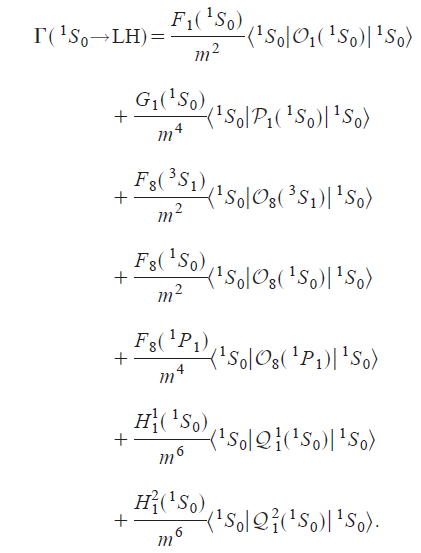 Γ(¹S₀→LH) = F₁(¹S₀)/m² ⟨¹S₀|𝒪₁(¹S₀)|¹S₀⟩
+ G₁(¹S₀)/m⁴ ⟨¹S₀|𝒫₁(¹S₀)|¹S₀⟩
+ F₈(³S₁)/m² ⟨¹S₀|𝒪₈(³S₁)|¹S₀⟩
+ F₈(¹S₀)/m² ⟨¹S₀|𝒪₈(¹S₀)|¹S₀⟩
+ F₈(¹P₁)/m⁴ ⟨¹S₀|𝒪₈(¹P₁)|¹S₀⟩
+ H₁¹(¹S₀)/m⁶ ⟨¹S₀|𝒬₁¹(¹S₀)|¹S₀⟩
+ H₁²(¹S₀)/m⁶ ⟨¹S₀|𝒬₁²(¹S₀)|¹S₀⟩.